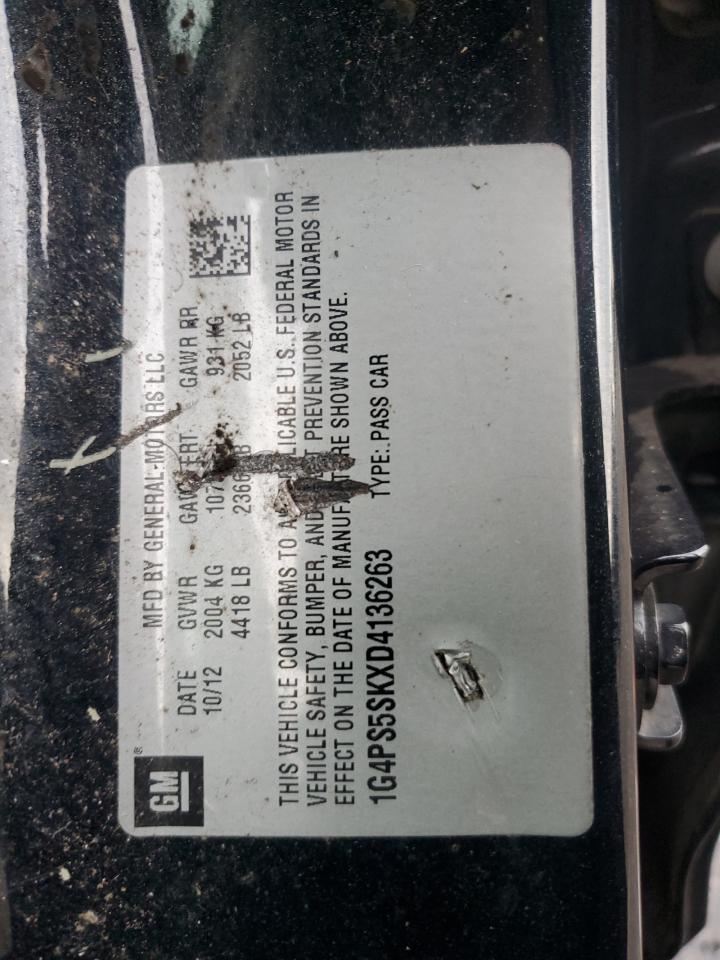 GM ®
MFD BY GENERAL MOTORS LLC
DATE GVWR GAWR RR
10/12 2004 KG 931 KG
4418 LB 2052 LB
THIS VEHICLE CONFORMS TO ALL APPLICABLE U.S. FEDERAL MOTOR
VEHICLE SAFETY, BUMPER, AND THEFT PREVENTION STANDARDS IN
EFFECT ON THE DATE OF MANUFACTURE SHOWN ABOVE.
1G4PS5SKXD4136263 TYPE: PASS CAR